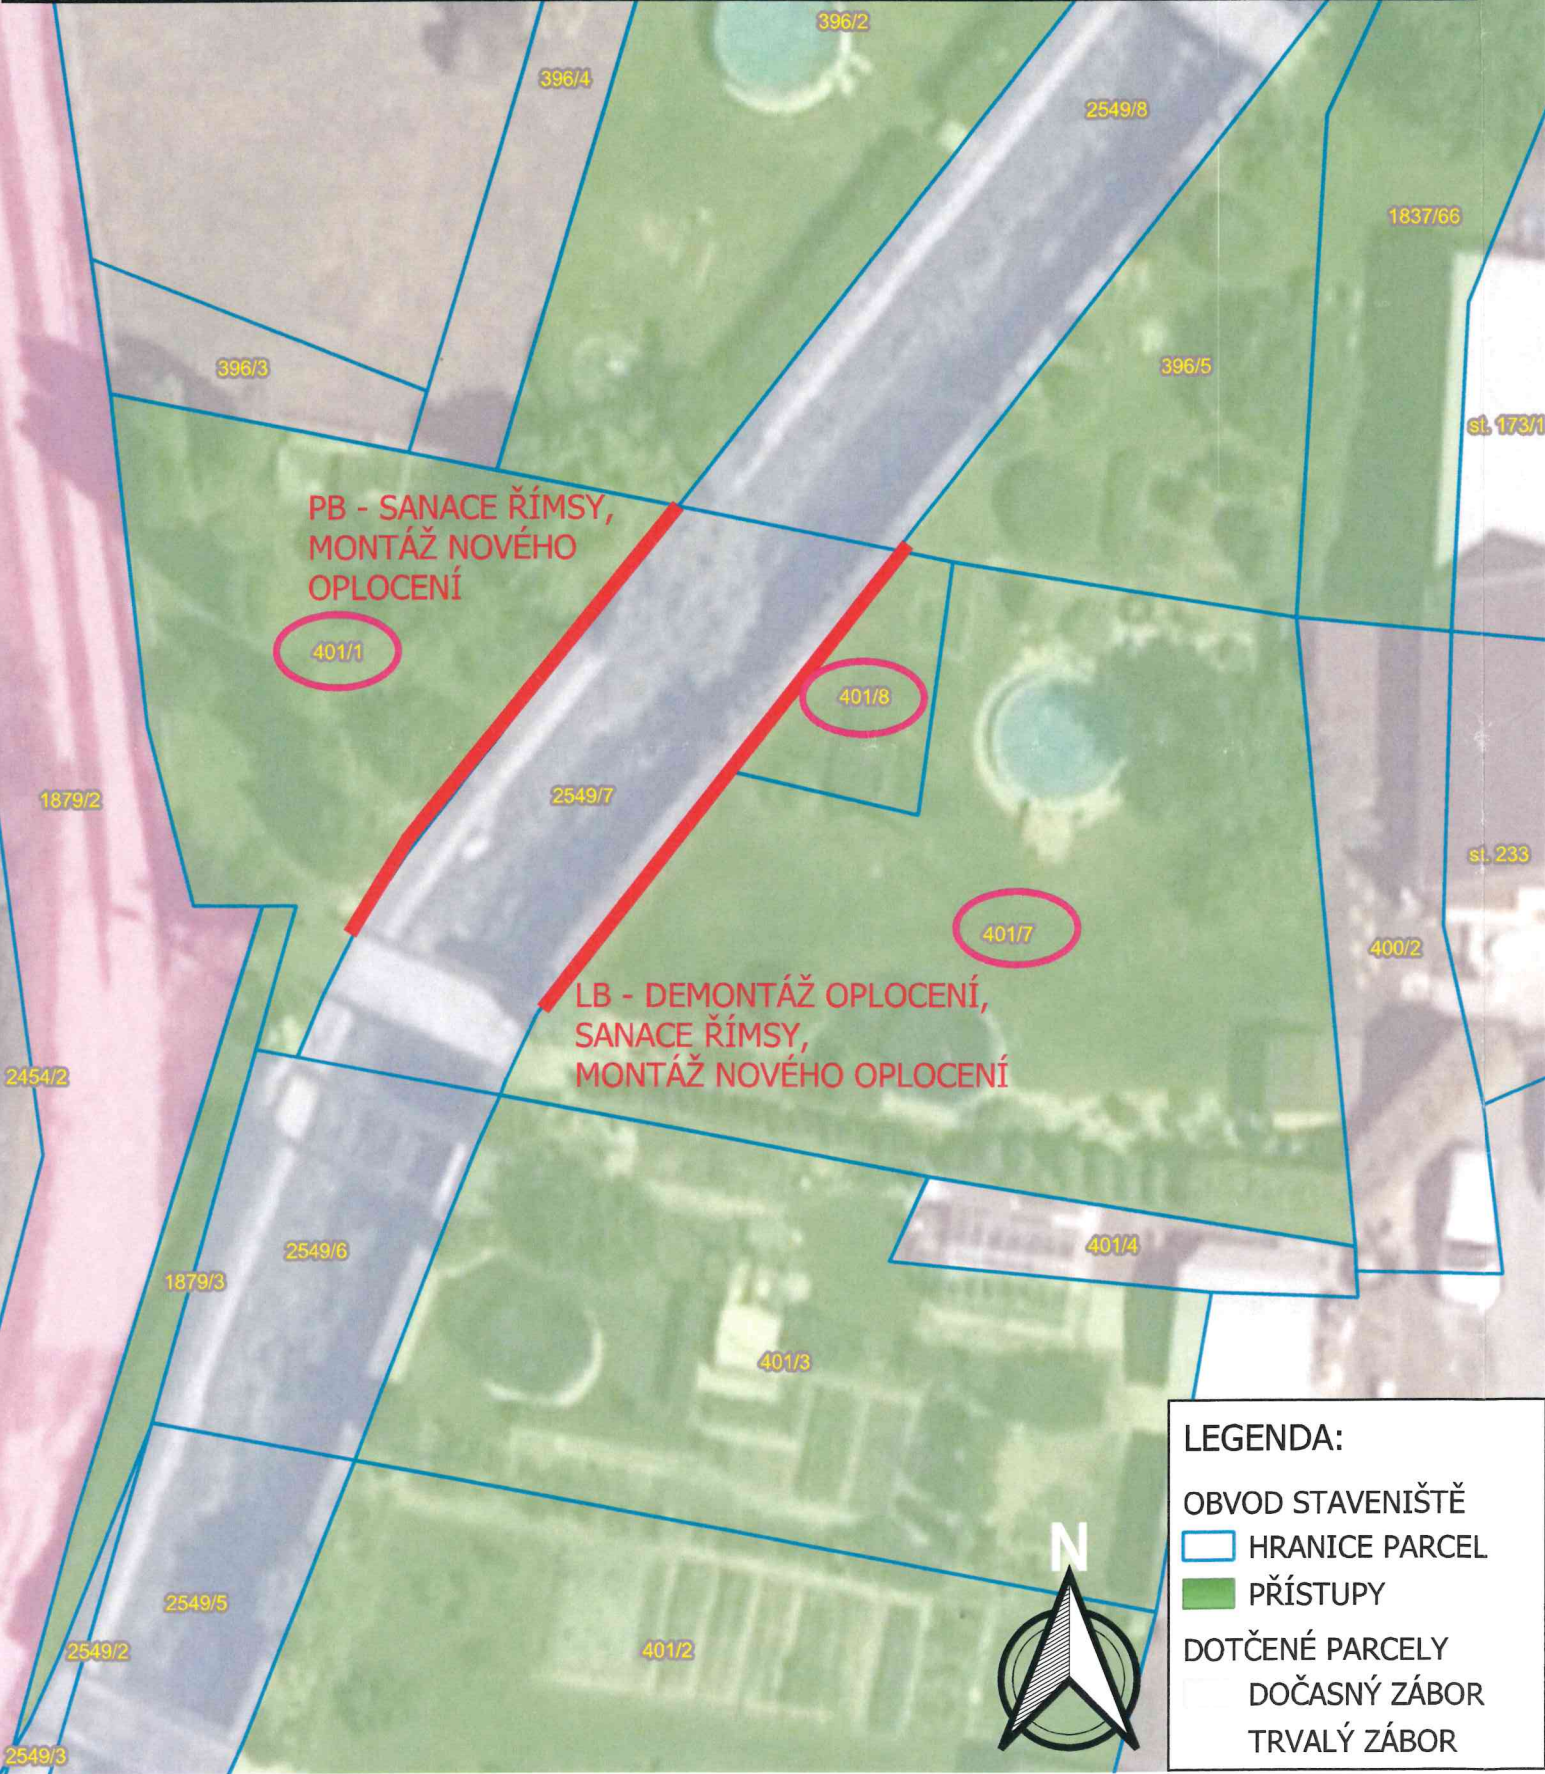 396/2
396/4
2549/8
1837/66
396/3
396/5
st. 173/1
PB - SANACE ŘÍMSY,
MONTÁŽ NOVÉHO
OPLOCENÍ
401/1
401/8
1879/2
2549/7
st. 233
401/7
400/2
LB - DEMONTÁŽ OPLOCENÍ,
SANACE ŘÍMSY,
MONTÁŽ NOVÉHO OPLOCENÍ
2454/2
2549/6
401/4
1879/3
401/3
LEGENDA:
OBVOD STAVENIŠTĚ
HRANICE PARCEL
PŘÍSTUPY
DOTČENÉ PARCELY
DOČASNÝ ZÁBOR
TRVALÝ ZÁBOR
N
2549/5
2549/2
401/2
2549/3